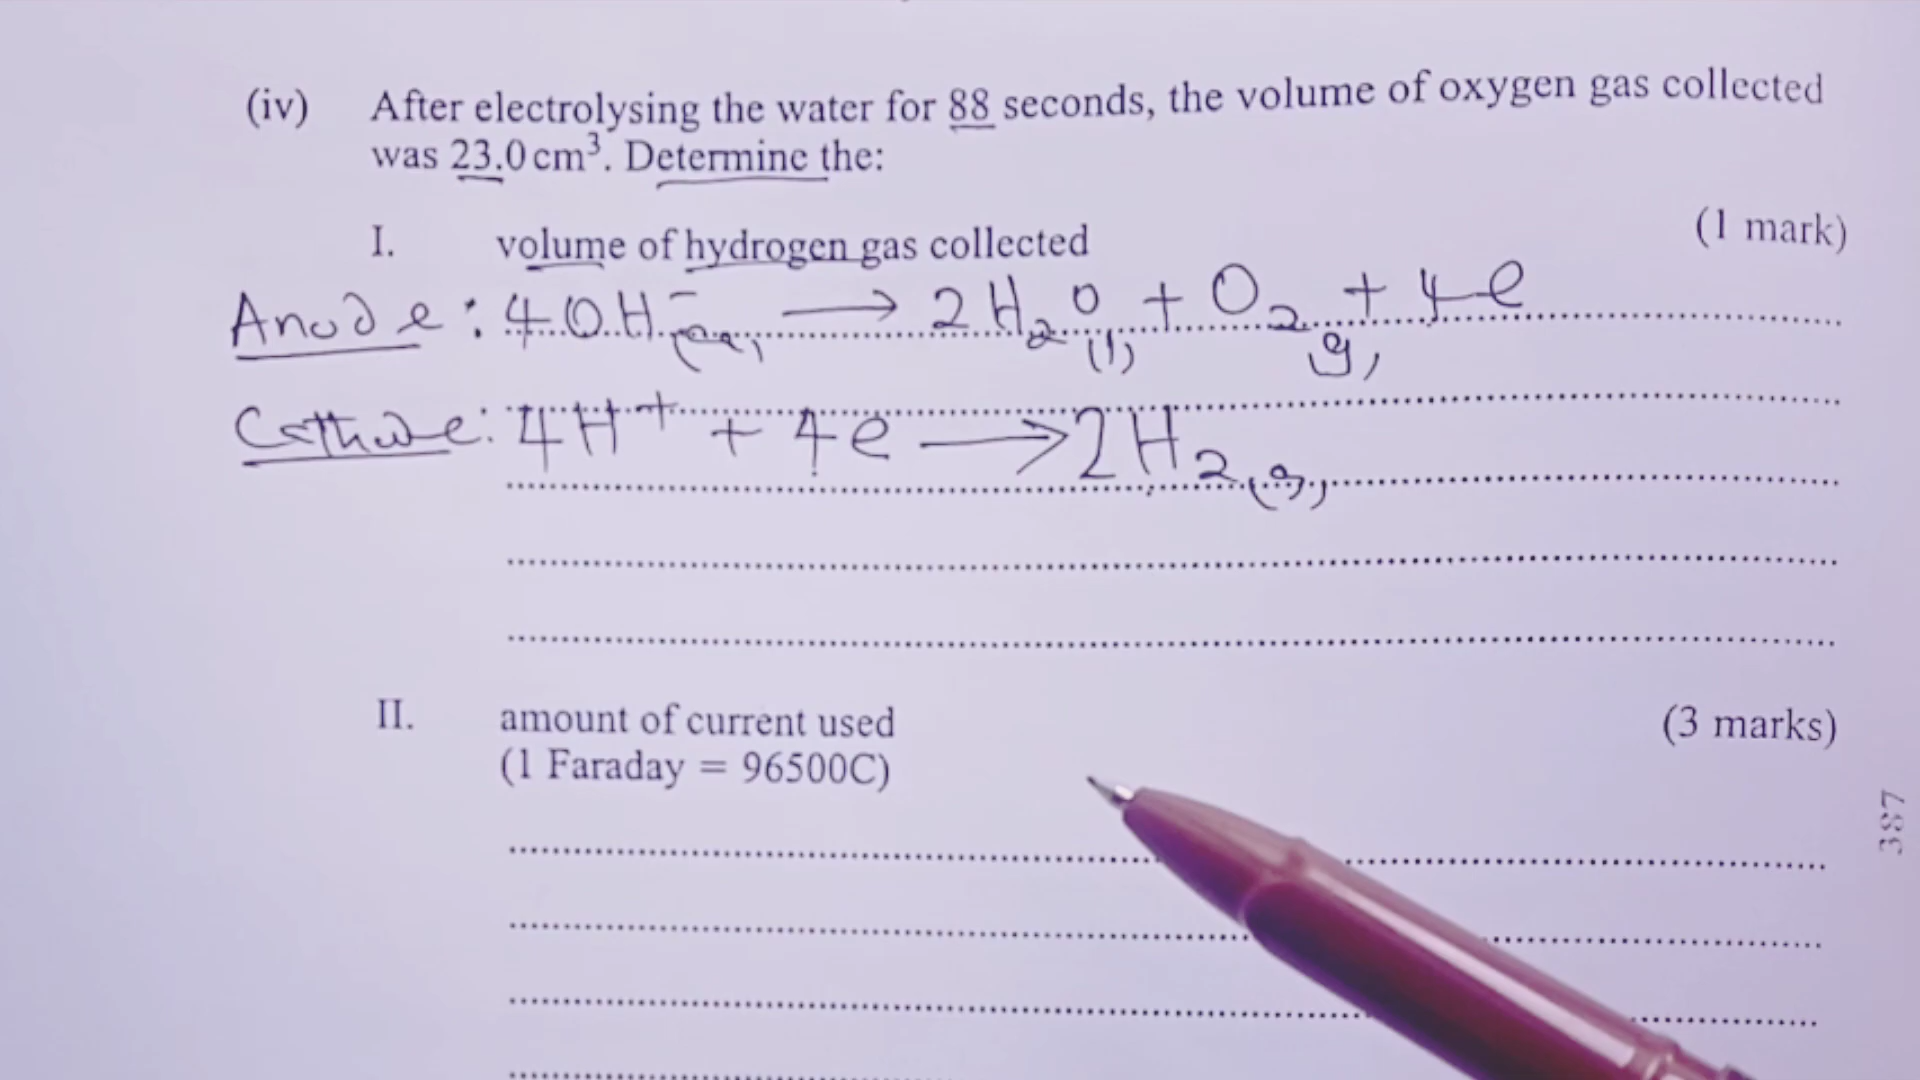 (iv) After electrolysing the water for 88 seconds, the volume of oxygen gas collected
was 23.0 cm³. Determine the:
I. volume of hydrogen gas collected (1 mark)
Anode: 4OH⁻(aq) → 2H₂O(l) + O₂(g) + 4e
Cathode: 4H⁺ + 4e → 2H₂(g)
II. amount of current used (3 marks)
(1 Faraday = 96500C)
387